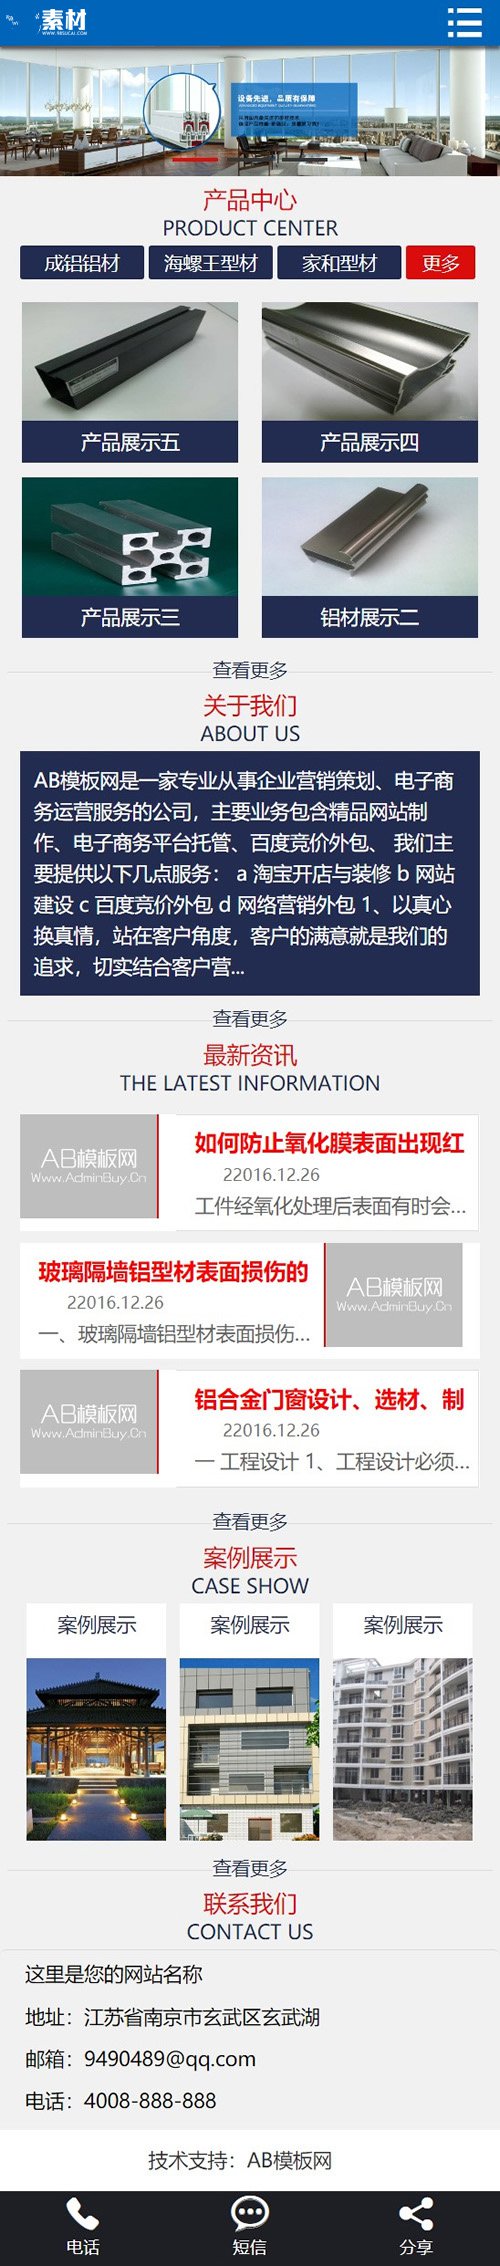 素材
WWW.98SUCAI.COM
设备先进，品质有保障
产品中心
PRODUCT CENTER
成铝铝材 海螺王型材 家和型材 更多
产品展示五 产品展示四
产品展示三 铝材展示二
查看更多
关于我们
ABOUT US
AB模板网是一家专业从事企业营销策划、电子商
务运营服务的公司，主要业务包含精品网站制
作、电子商务平台托管、百度竞价外包、 我们主
要提供以下几点服务： a 淘宝开店与装修 b 网站
建设 c 百度竞价外包 d 网络营销外包 1、以真心
换真情，站在客户角度，客户的满意就是我们的
追求，切实结合客户营...
查看更多
最新资讯
THE LATEST INFORMATION
AB模板网
Www.AdminBuy.Cn
如何防止氧化膜表面出现红
22016.12.26
工件经氧化处理后表面有时会...
玻璃隔墙铝型材表面损伤的
22016.12.26
一、玻璃隔墙铝型材表面损伤...
AB模板网
Www.AdminBuy.Cn
AB模板网
Www.AdminBuy.Cn
铝合金门窗设计、选材、制
22016.12.26
一 工程设计 1、工程设计必须...
查看更多
案例展示
CASE SHOW
案例展示 案例展示 案例展示
查看更多
联系我们
CONTACT US
这里是您的网站名称
地址：江苏省南京市玄武区玄武湖
邮箱：9490489@qq.com
电话：4008-888-888
技术支持：AB模板网
电话 短信 分享